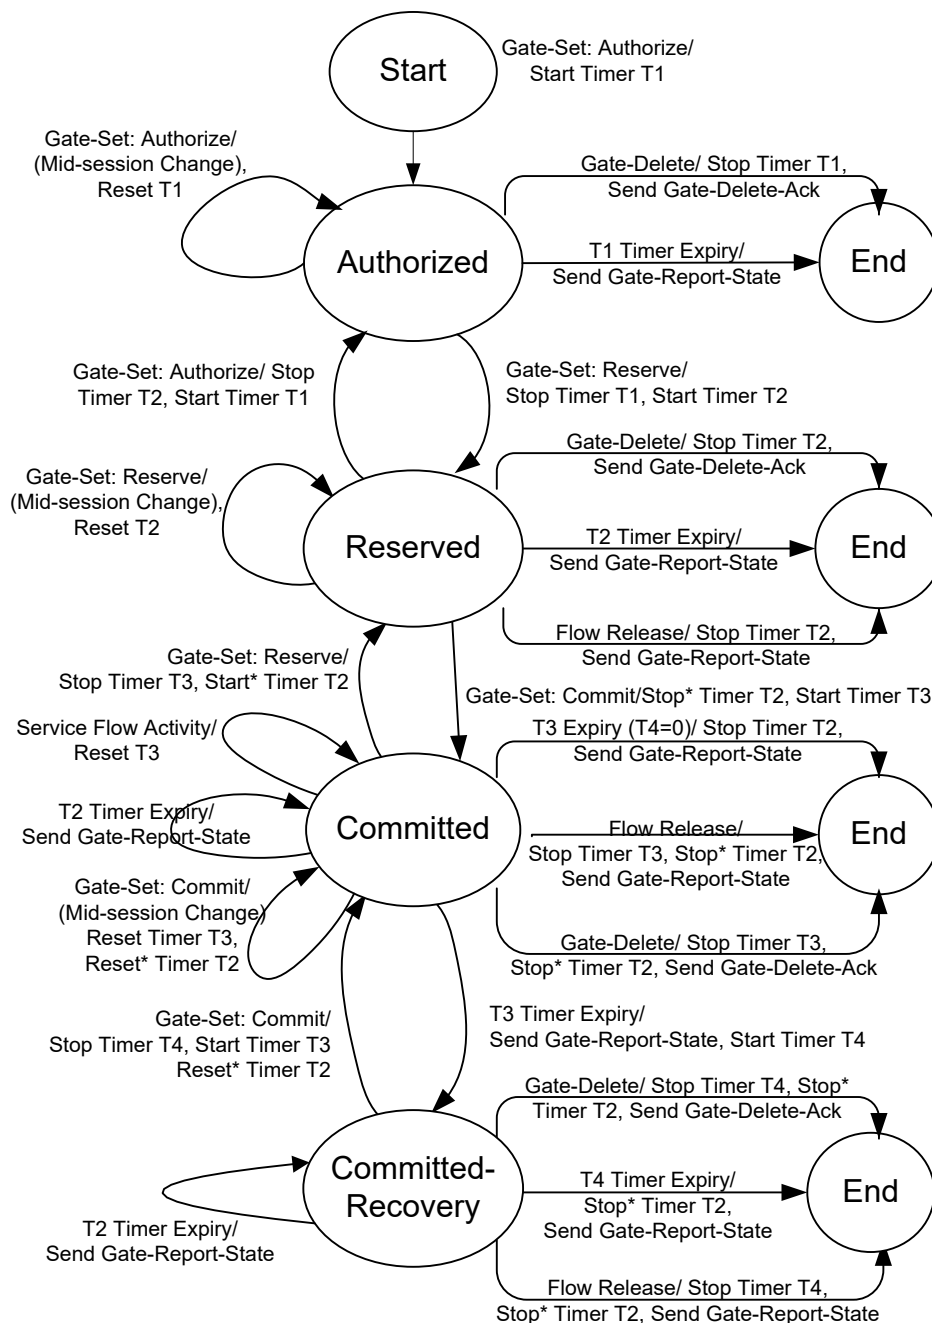 Start
Gate-Set: Authorize/
Start Timer T1
Gate-Set: Authorize/
(Mid-session Change),
Reset T1
Gate-Delete/ Stop Timer T1,
Send Gate-Delete-Ack
Authorized
T1 Timer Expiry/
Send Gate-Report-State
End
Gate-Set: Authorize/ Stop
Timer T2, Start Timer T1
Gate-Set: Reserve/
Stop Timer T1, Start Timer T2
Gate-Set: Reserve/
(Mid-session Change),
Reset T2
Gate-Delete/ Stop Timer T2,
Send Gate-Delete-Ack
Reserved
T2 Timer Expiry/
Send Gate-Report-State
End
Flow Release/ Stop Timer T2,
Send Gate-Report-State
Gate-Set: Reserve/
Stop Timer T3, Start* Timer T2
Gate-Set: Commit/Stop* Timer T2, Start Timer T3
Service Flow Activity/
Reset T3
T3 Expiry (T4=0)/ Stop Timer T2,
Send Gate-Report-State
T2 Timer Expiry/
Send Gate-Report-State
Committed
Flow Release/
Stop Timer T3, Stop* Timer T2,
Send Gate-Report-State
End
Gate-Set: Commit/
(Mid-session Change)
Reset Timer T3,
Reset* Timer T2
Gate-Delete/ Stop Timer T3,
Stop* Timer T2, Send Gate-Delete-Ack
Gate-Set: Commit/
Stop Timer T4, Start Timer T3
Reset* Timer T2
T3 Timer Expiry/
Send Gate-Report-State, Start Timer T4
Gate-Delete/ Stop Timer T4, Stop*
Timer T2, Send Gate-Delete-Ack
Committed-
Recovery
T4 Timer Expiry/
Stop* Timer T2,
Send Gate-Report-State
End
T2 Timer Expiry/
Send Gate-Report-State
Flow Release/ Stop Timer T4,
Stop* Timer T2, Send Gate-Report-State